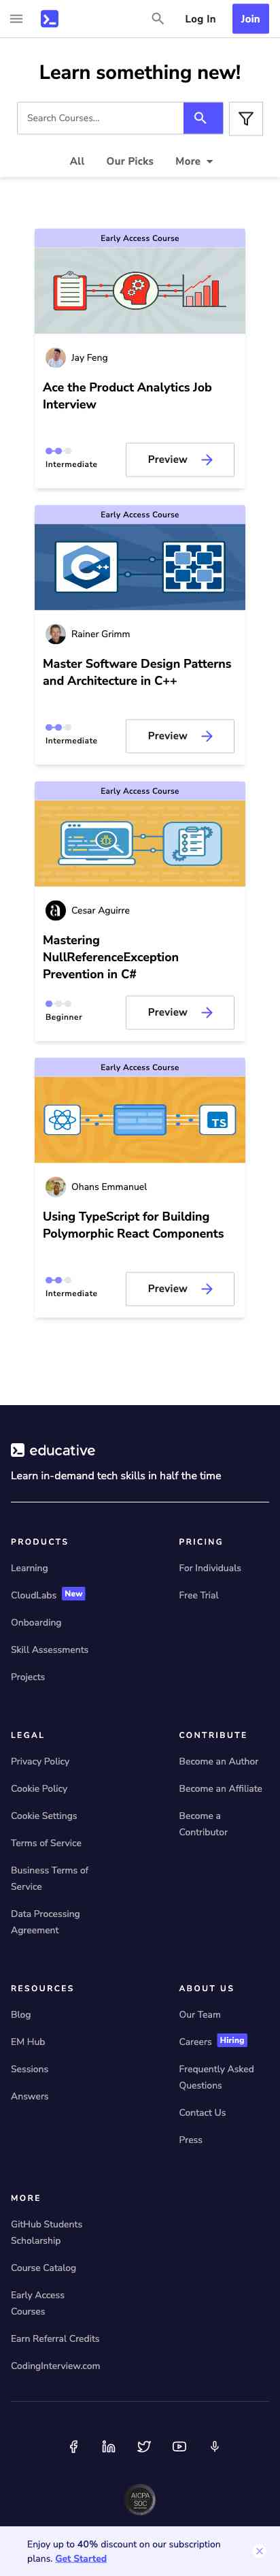 Log In
Join
Learn something new!
Search Courses...
All
Our Picks
More
Early Access Course
Jay Feng
Ace the Product Analytics Job
Interview
Intermediate
Preview
Early Access Course
C++
Rainer Grimm
Master Software Design Patterns
and Architecture in C++
Intermediate
Preview
Early Access Course
Cesar Aguirre
Mastering
NullReferenceException
Prevention in C#
Beginner
Preview
Early Access Course
TS
Ohans Emmanuel
Using TypeScript for Building
Polymorphic React Components
Intermediate
Preview
educative
Learn in-demand tech skills in half the time
PRODUCTS
Learning
CloudLabs New
Onboarding
Skill Assessments
Projects
PRICING
For Individuals
Free Trial
LEGAL
Privacy Policy
Cookie Policy
Cookie Settings
Terms of Service
Business Terms of
Service
Data Processing
Agreement
CONTRIBUTE
Become an Author
Become an Affiliate
Become a
Contributor
RESOURCES
Blog
EM Hub
Sessions
Answers
ABOUT US
Our Team
Careers Hiring
Frequently Asked
Questions
Contact Us
Press
MORE
GitHub Students
Scholarship
Course Catalog
Early Access
Courses
Earn Referral Credits
CodingInterview.com
AICPA
SOC
Enjoy up to 40% discount on our subscription
plans. Get Started